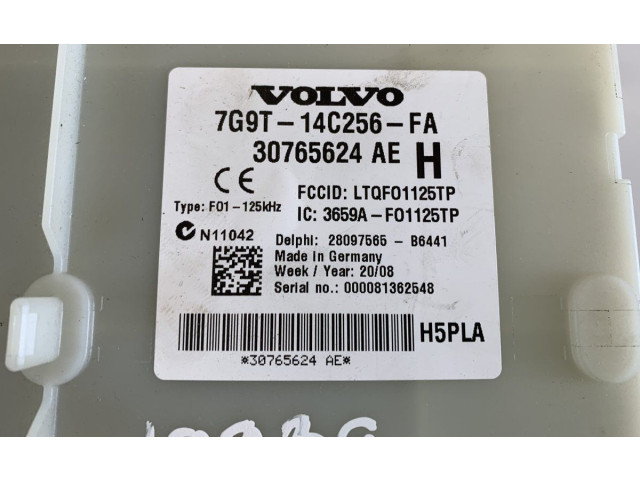 VOLVO
7G9T-14C256-FA
30765624 AE H
CE
FCCID: LTQFO1125TP
Type: F01-125kHz IC: 3659A-FO1125TP
N11042
Delphi: 28097565 - B6441
Made in Germany
Week / Year: 20/08
Serial no.: 000081362548
H5PLA
*30765624 AE*